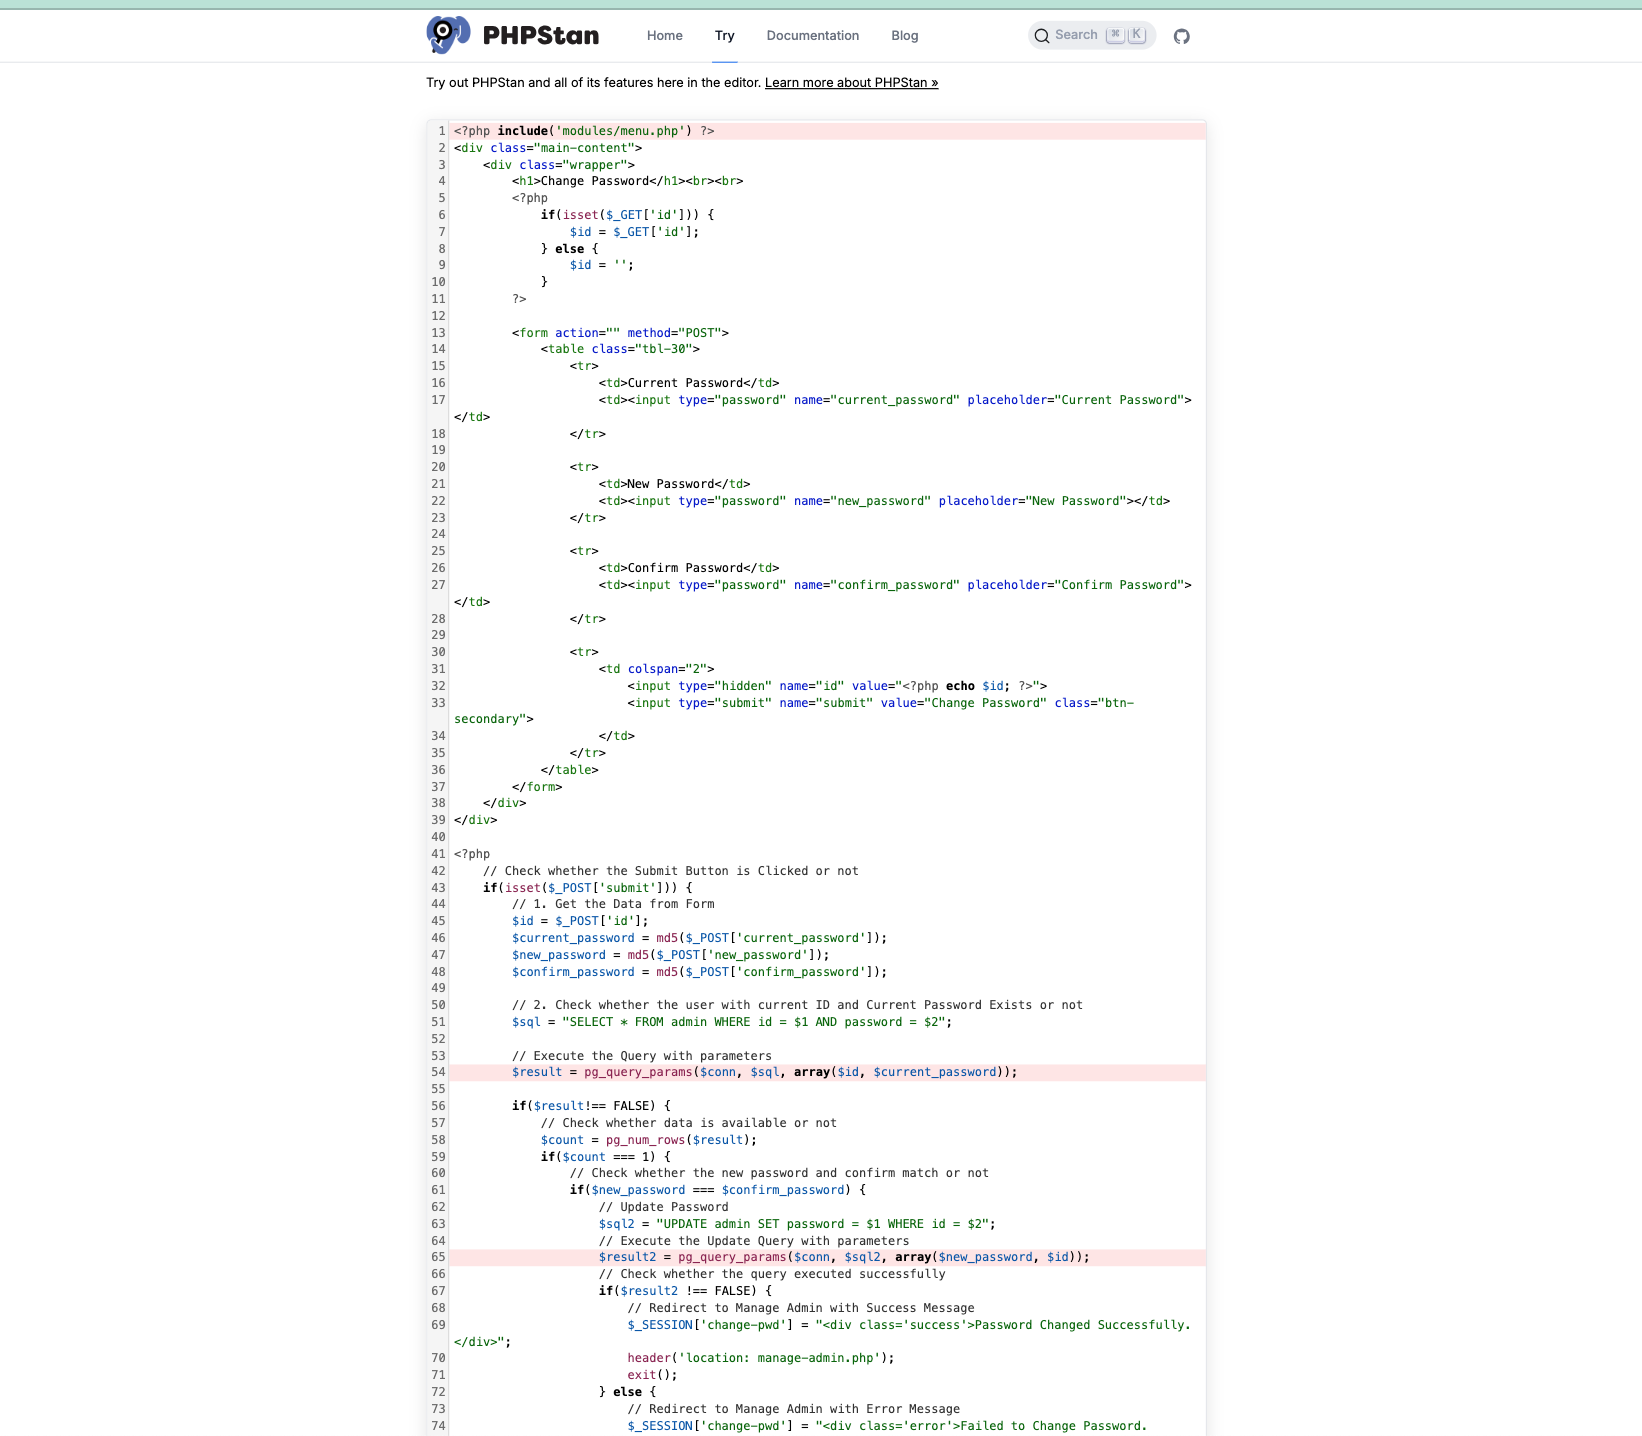 PHPStan Home Try Documentation Blog Search ⌘ K
Try out PHPStan and all of its features here in the editor. Learn more about PHPStan »
1 <?php include('modules/menu.php') ?>
2 <div class="main-content">
3     <div class="wrapper">
4         <h1>Change Password</h1><br><br>
5         <?php
6             if(isset($_GET['id'])) {
7                 $id = $_GET['id'];
8             } else {
9                 $id = '';
10             }
11         ?>
12
13         <form action="" method="POST">
14             <table class="tbl-30">
15                 <tr>
16                     <td>Current Password</td>
17                     <td><input type="password" name="current_password" placeholder="Current Password">
</td>
18                 </tr>
19
20                 <tr>
21                     <td>New Password</td>
22                     <td><input type="password" name="new_password" placeholder="New Password"></td>
23                 </tr>
24
25                 <tr>
26                     <td>Confirm Password</td>
27                     <td><input type="password" name="confirm_password" placeholder="Confirm Password">
</td>
28                 </tr>
29
30                 <tr>
31                     <td colspan="2">
32                         <input type="hidden" name="id" value="<?php echo $id; ?>">
33                         <input type="submit" name="submit" value="Change Password" class="btn-
secondary">
34                     </td>
35                 </tr>
36             </table>
37         </form>
38     </div>
39 </div>
40
41 <?php
42     // Check whether the Submit Button is Clicked or not
43     if(isset($_POST['submit'])) {
44         // 1. Get the Data from Form
45         $id = $_POST['id'];
46         $current_password = md5($_POST['current_password']);
47         $new_password = md5($_POST['new_password']);
48         $confirm_password = md5($_POST['confirm_password']);
49
50         // 2. Check whether the user with current ID and Current Password Exists or not
51         $sql = "SELECT * FROM admin WHERE id = $1 AND password = $2";
52
53         // Execute the Query with parameters
54         $result = pg_query_params($conn, $sql, array($id, $current_password));
55
56         if($result!== FALSE) {
57             // Check whether data is available or not
58             $count = pg_num_rows($result);
59             if($count === 1) {
60                 // Check whether the new password and confirm match or not
61                 if($new_password === $confirm_password) {
62                     // Update Password
63                     $sql2 = "UPDATE admin SET password = $1 WHERE id = $2";
64                     // Execute the Update Query with parameters
65                     $result2 = pg_query_params($conn, $sql2, array($new_password, $id));
66                     // Check whether the query executed successfully
67                     if($result2 !== FALSE) {
68                         // Redirect to Manage Admin with Success Message
69                         $_SESSION['change-pwd'] = "<div class='success'>Password Changed Successfully.
</div>";
70                         header('location: manage-admin.php');
71                         exit();
72                     } else {
73                         // Redirect to Manage Admin with Error Message
74                         $_SESSION['change-pwd'] = "<div class='error'>Failed to Change Password.